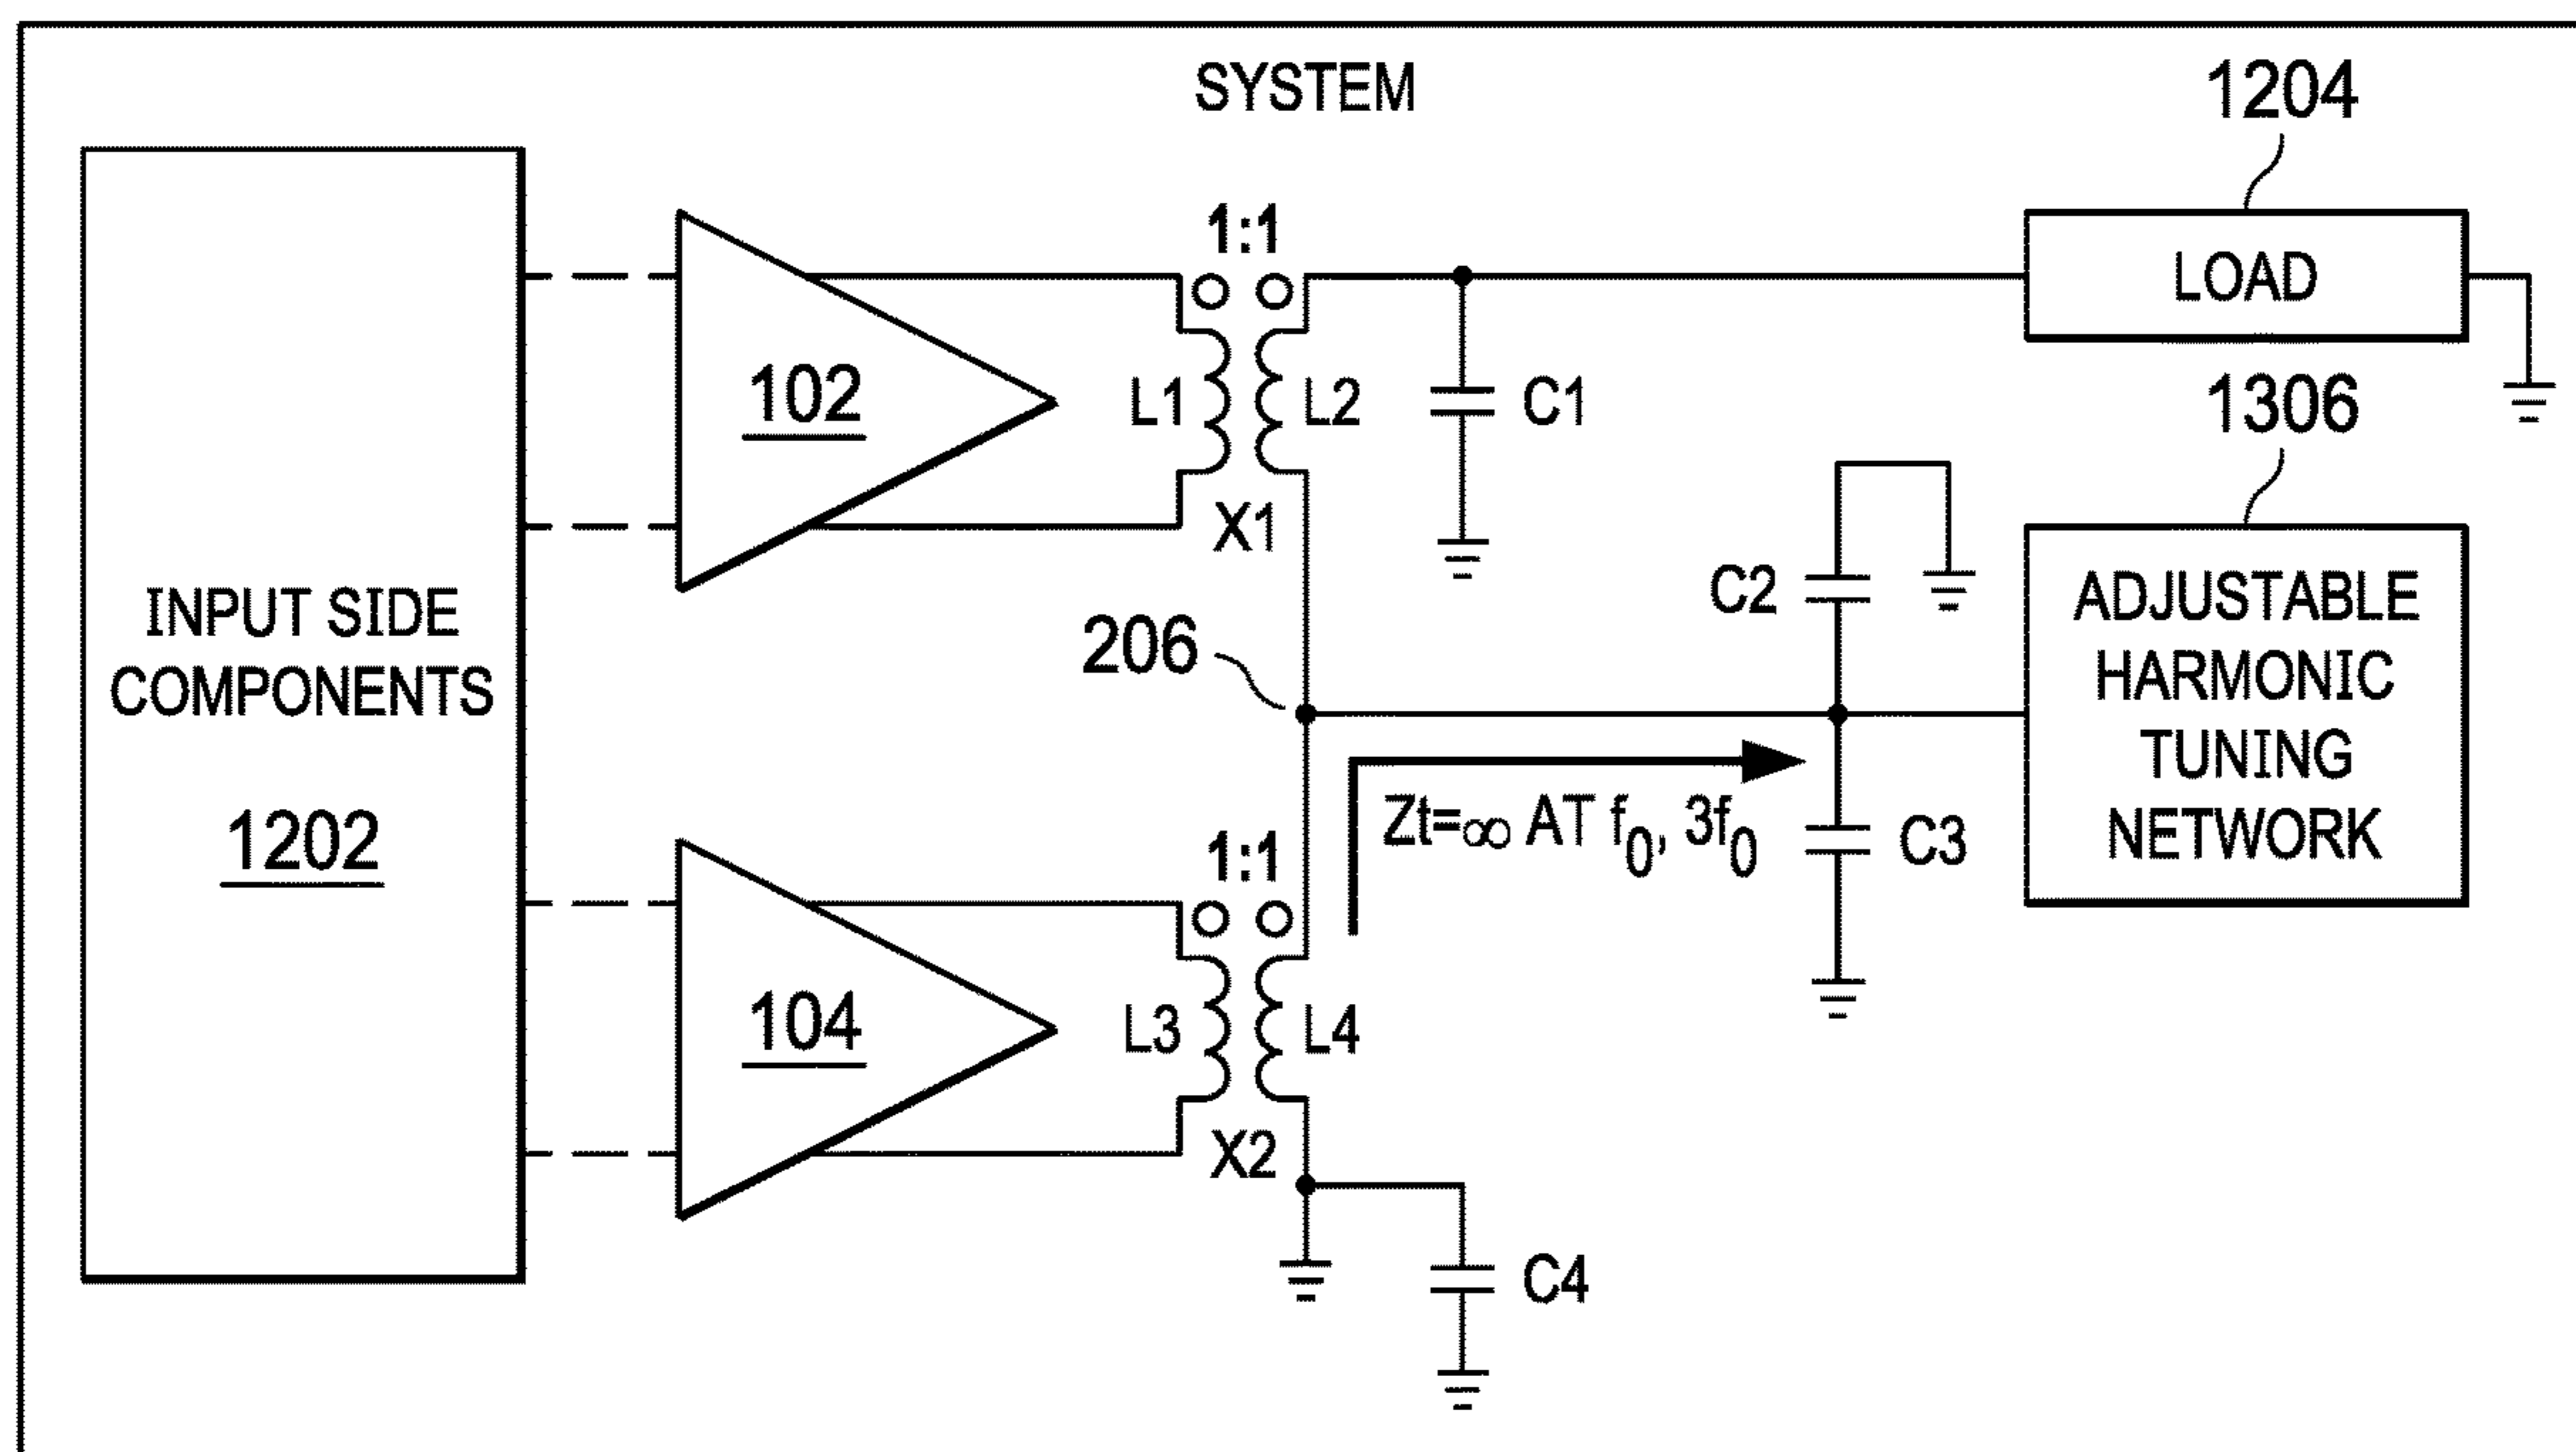 SYSTEM
1204
LOAD
1:1
102
L1
L2
C1
X1
1306
C2
ADJUSTABLE
HARMONIC
TUNING
NETWORK
INPUT SIDE
COMPONENTS
1202
206
Zt=∞ AT f0, 3f0
C3
1:1
104
L3
L4
X2
C4